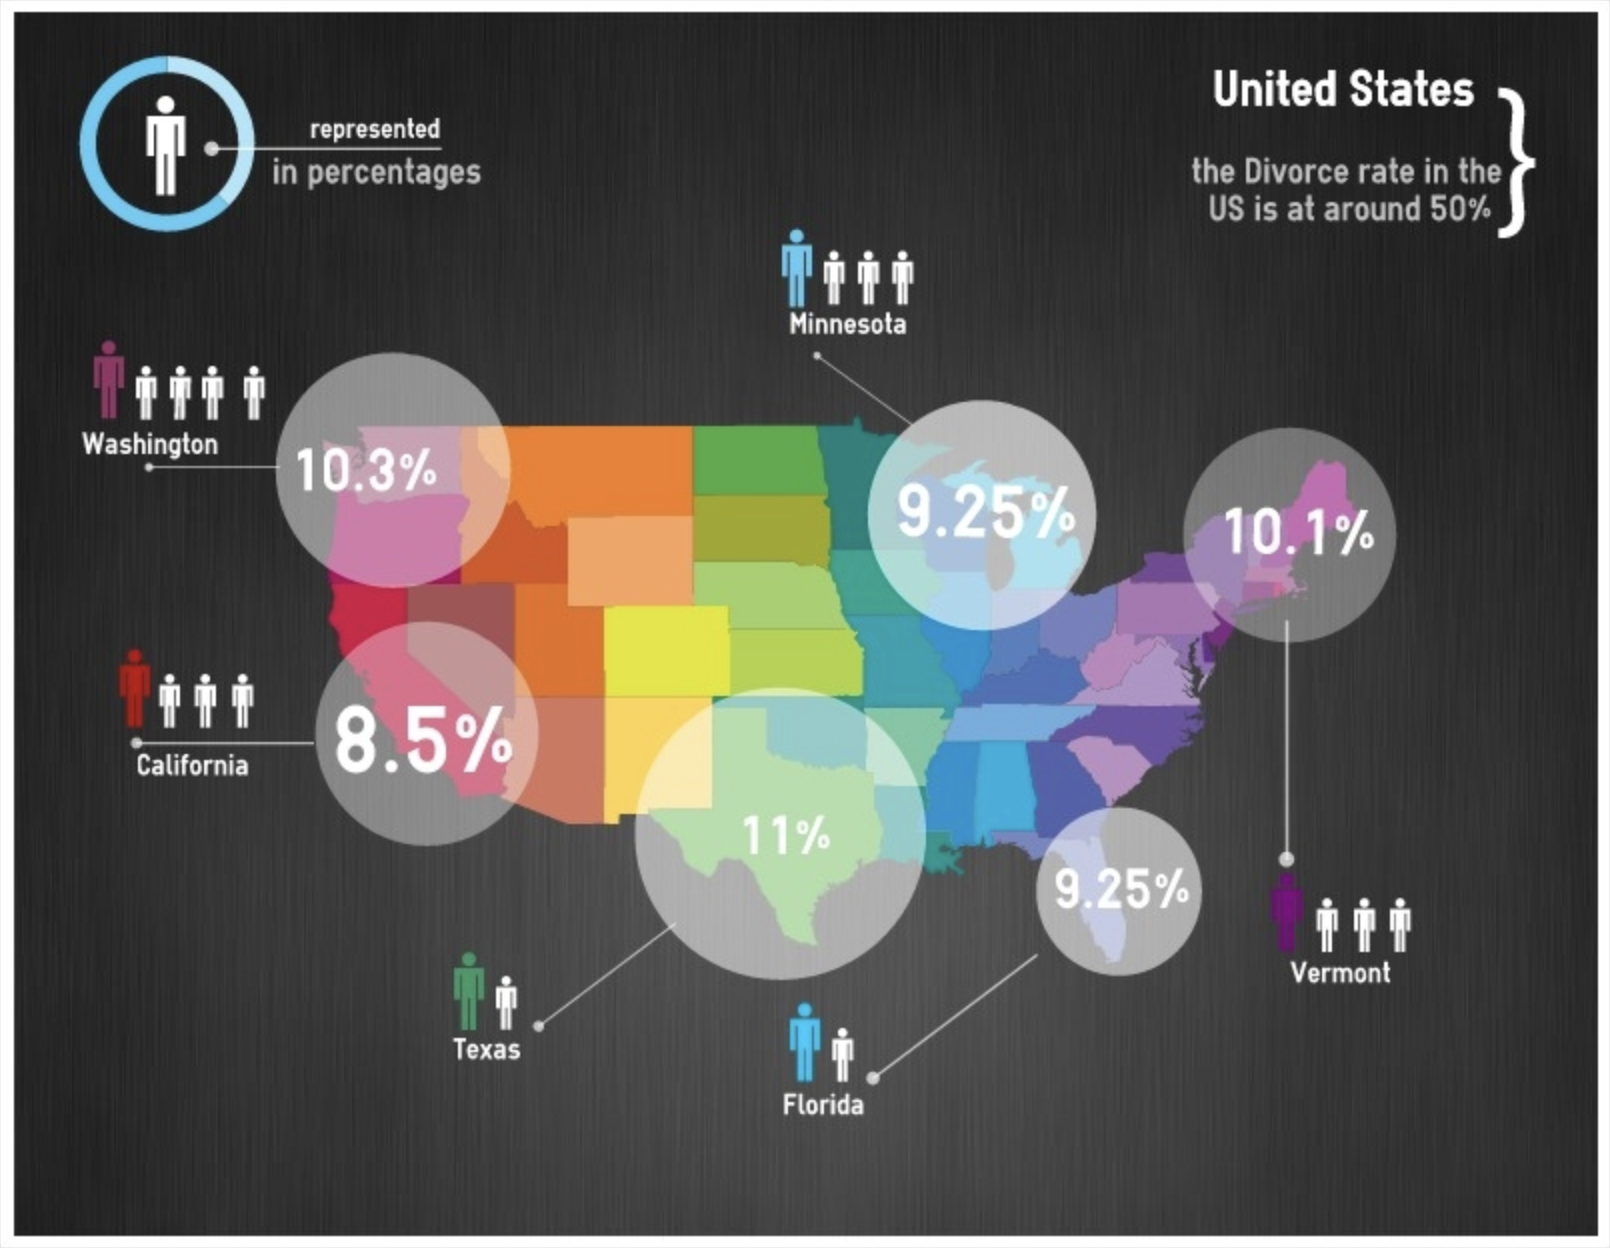 represented
in percentages
United States
the Divorce rate in the
US is at around 50%
Minnesota
Washington
10.3%
9.25%
10.1%
California
8.5%
11%
9.25%
Vermont
Texas
Florida